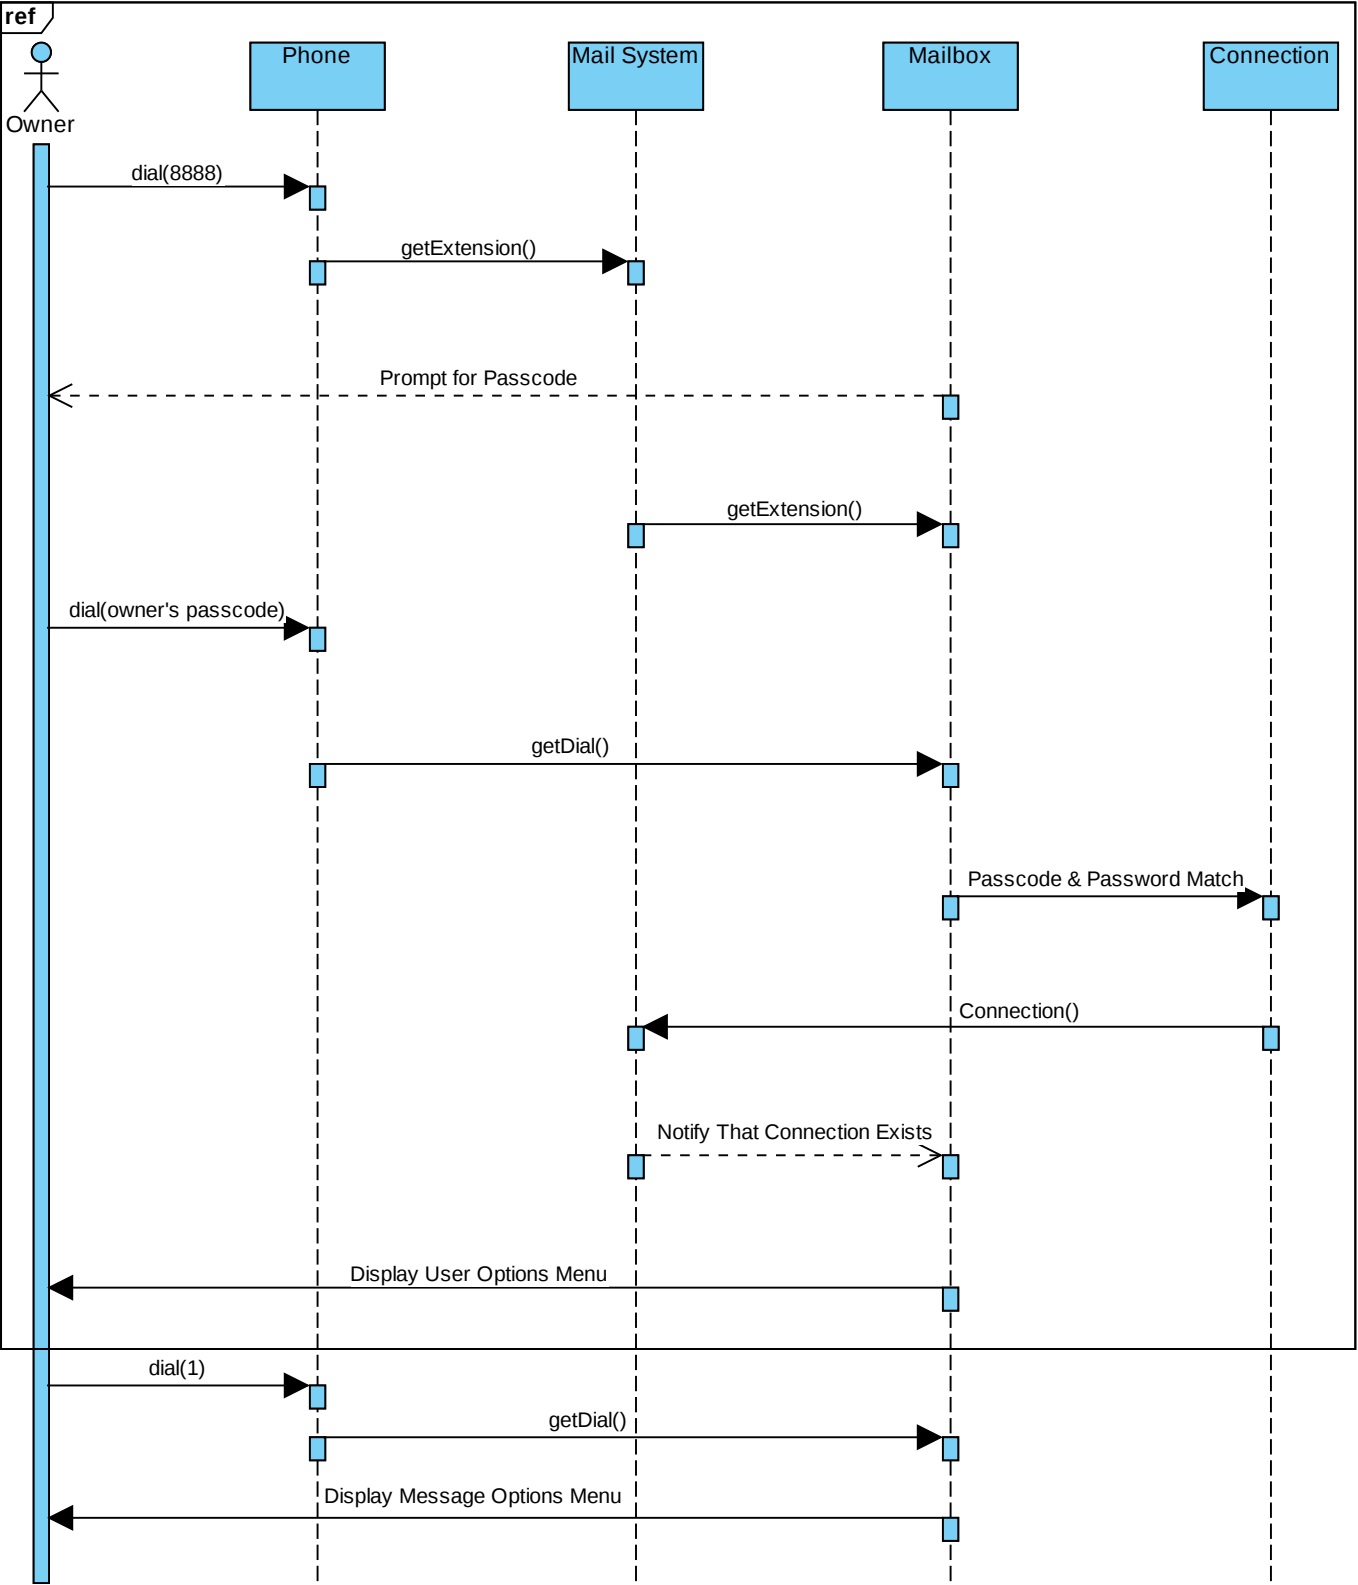 ref
Phone
Mail System
Mailbox
Connection
Owner
dial(8888)
getExtension()
Prompt for Passcode
getExtension()
dial(owner's passcode)
getDial()
Passcode & Password Match
Connection()
Notify That Connection Exists
Display User Options Menu
dial(1)
getDial()
Display Message Options Menu